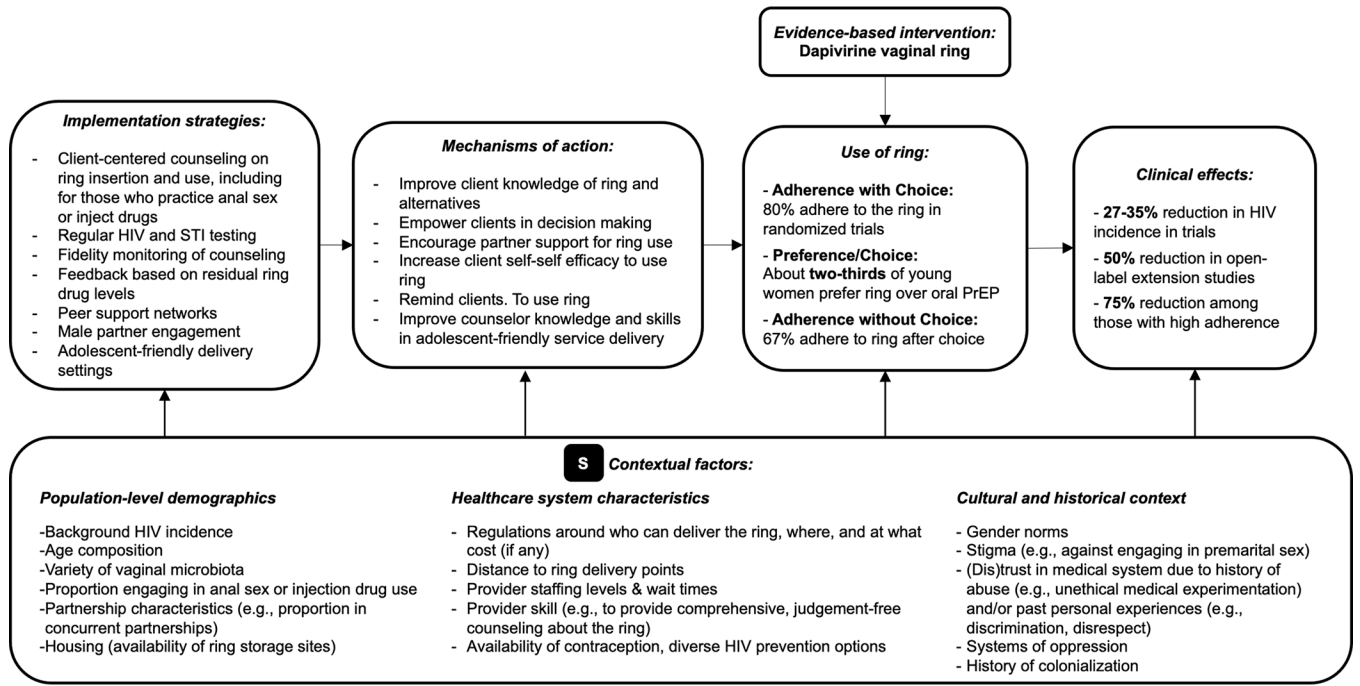 Evidence-based intervention:
Dapivirine vaginal ring
Implementation strategies:
- Client-centered counseling on
ring insertion and use, including
for those who practice anal sex
or inject drugs
- Regular HIV and STI testing
- Fidelity monitoring of counseling
- Feedback based on residual ring
drug levels
- Peer support networks
- Male partner engagement
- Adolescent-friendly delivery
settings
Mechanisms of action:
- Improve client knowledge of ring and
alternatives
- Empower clients in decision making
- Encourage partner support for ring use
- Increase client self-self efficacy to use
ring
- Remind clients. To use ring
- Improve counselor knowledge and skills
in adolescent-friendly service delivery
Use of ring:
- Adherence with Choice:
80% adhere to the ring in
randomized trials
- Preference/Choice:
About two-thirds of young
women prefer ring over oral PrEP
- Adherence without Choice:
67% adhere to ring after choice
Clinical effects:
- 27-35% reduction in HIV
incidence in trials
- 50% reduction in open-
label extension studies
- 75% reduction among
those with high adherence
S Contextual factors:
Population-level demographics
-Background HIV incidence
-Age composition
-Variety of vaginal microbiota
-Proportion engaging in anal sex or injection drug use
-Partnership characteristics (e.g., proportion in
concurrent partnerships)
-Housing (availability of ring storage sites)
Healthcare system characteristics
- Regulations around who can deliver the ring, where, and at what
cost (if any)
- Distance to ring delivery points
- Provider staffing levels & wait times
- Provider skill (e.g., to provide comprehensive, judgement-free
counseling about the ring)
- Availability of contraception, diverse HIV prevention options
Cultural and historical context
- Gender norms
- Stigma (e.g., against engaging in premarital sex)
- (Dis)trust in medical system due to history of
abuse (e.g., unethical medical experimentation)
and/or past personal experiences (e.g.,
discrimination, disrespect)
- Systems of oppression
- History of colonialization